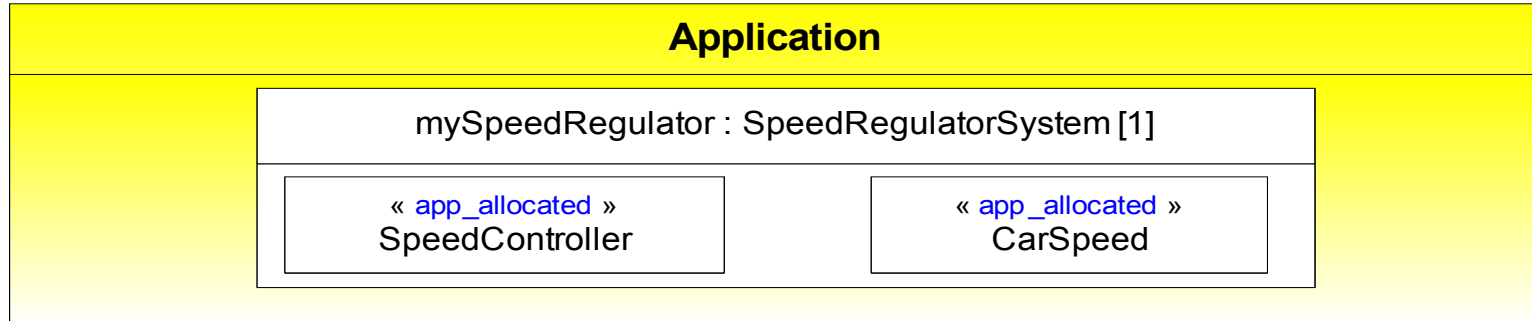 Application
mySpeedRegulator : SpeedRegulatorSystem [1]
« app_allocated »
SpeedController
« app_allocated »
CarSpeed